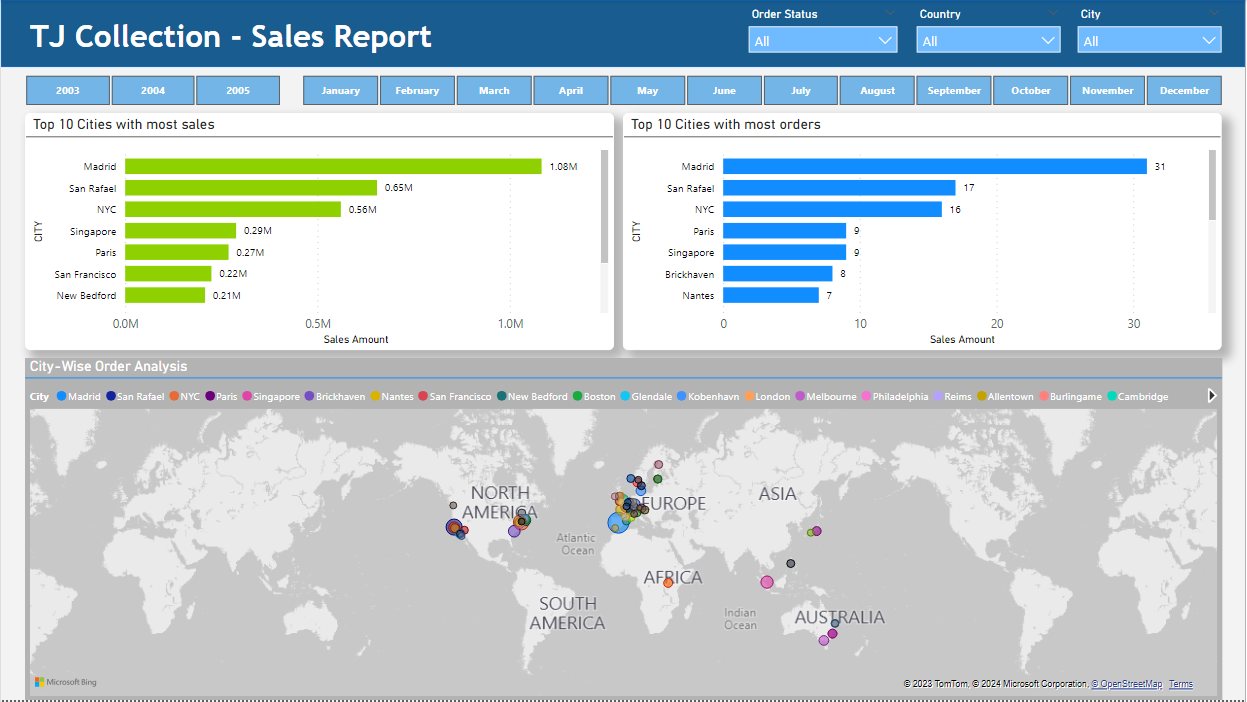 TJ Collection - Sales Report
Order Status
Country
City
All
All
All
2003 2004 2005 January February March April May June July August September October November December
Top 10 Cities with most sales
CITY
Madrid 1.08M
San Rafael 0.65M
NYC 0.56M
Singapore 0.29M
Paris 0.27M
San Francisco 0.22M
New Bedford 0.21M
0.0M 0.5M 1.0M
Sales Amount
Top 10 Cities with most orders
CITY
Madrid 31
San Rafael 17
NYC 16
Paris 9
Singapore 9
Brickhaven 8
Nantes 7
0 10 20 30
Sales Amount
City-Wise Order Analysis
City Madrid San Rafael NYC Paris Singapore Brickhaven Nantes San Francisco New Bedford Boston Glendale Kobenhavn London Melbourne Philadelphia Reims Allentown Burlingame Cambridge
NORTH
AMERICA
EUROPE
ASIA
Atlantic
Ocean
AFRICA
SOUTH
AMERICA
Indian
Ocean
AUSTRALIA
Microsoft Bing
© 2023 TomTom, © 2024 Microsoft Corporation, © OpenStreetMap Terms